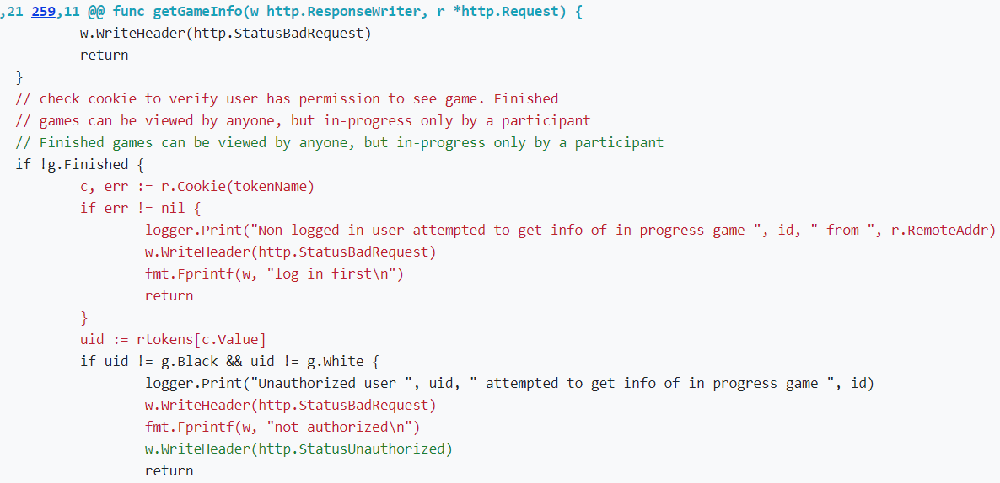 ,21 259,11 @@ func getGameInfo(w http.ResponseWriter, r *http.Request) {
w.WriteHeader(http.StatusBadRequest)
return
}
// check cookie to verify user has permission to see game. Finished
// games can be viewed by anyone, but in-progress only by a participant
// Finished games can be viewed by anyone, but in-progress only by a participant
if !g.Finished {
c, err := r.Cookie(tokenName)
if err != nil {
logger.Print("Non-logged in user attempted to get info of in progress game ", id, " from ", r.RemoteAddr)
w.WriteHeader(http.StatusBadRequest)
fmt.Fprintf(w, "log in first\n")
return
}
uid := rtokens[c.Value]
if uid != g.Black && uid != g.White {
logger.Print("Unauthorized user ", uid, " attempted to get info of in progress game ", id)
w.WriteHeader(http.StatusBadRequest)
fmt.Fprintf(w, "not authorized\n")
w.WriteHeader(http.StatusUnauthorized)
return